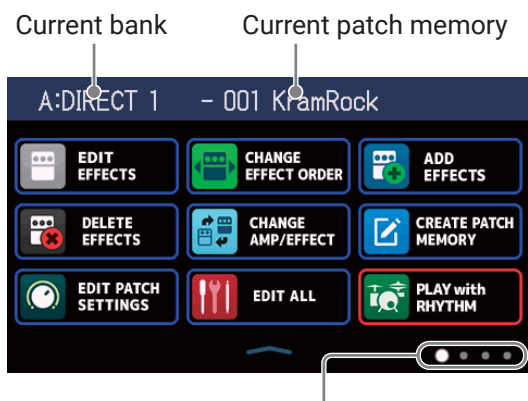 Current bank
Current patch memory
A:DIRECT 1 - 001 KramRock
EDIT
EFFECTS
CHANGE
EFFECT ORDER
ADD
EFFECTS
DELETE
EFFECTS
CHANGE
AMP/EFFECT
CREATE PATCH
MEMORY
EDIT PATCH
SETTINGS
EDIT ALL
PLAY with
RHYTHM